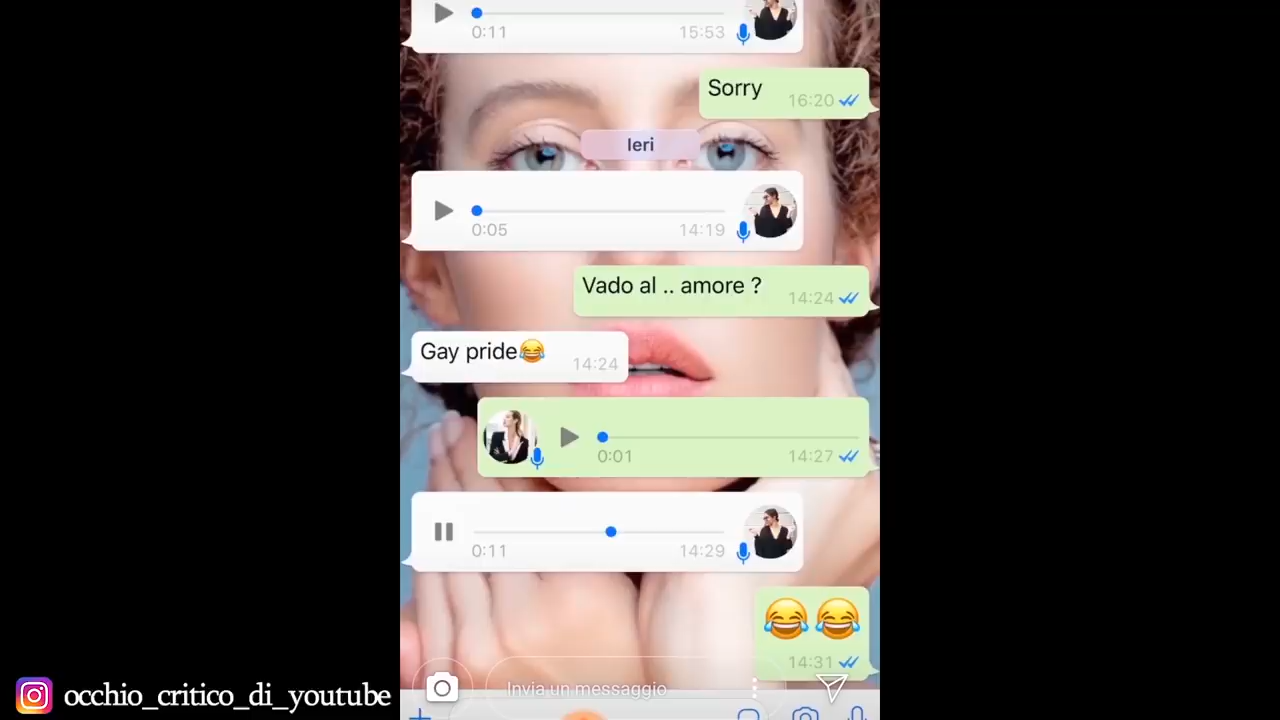 0:11 15:53
Sorry 16:20
Ieri
0:05 14:19
Vado al .. amore ? 14:24
Gay pride😂 14:24
0:01 14:27
0:11 14:29
😂😂
14:31
Invia un messaggio
occhio_critico_di_youtube